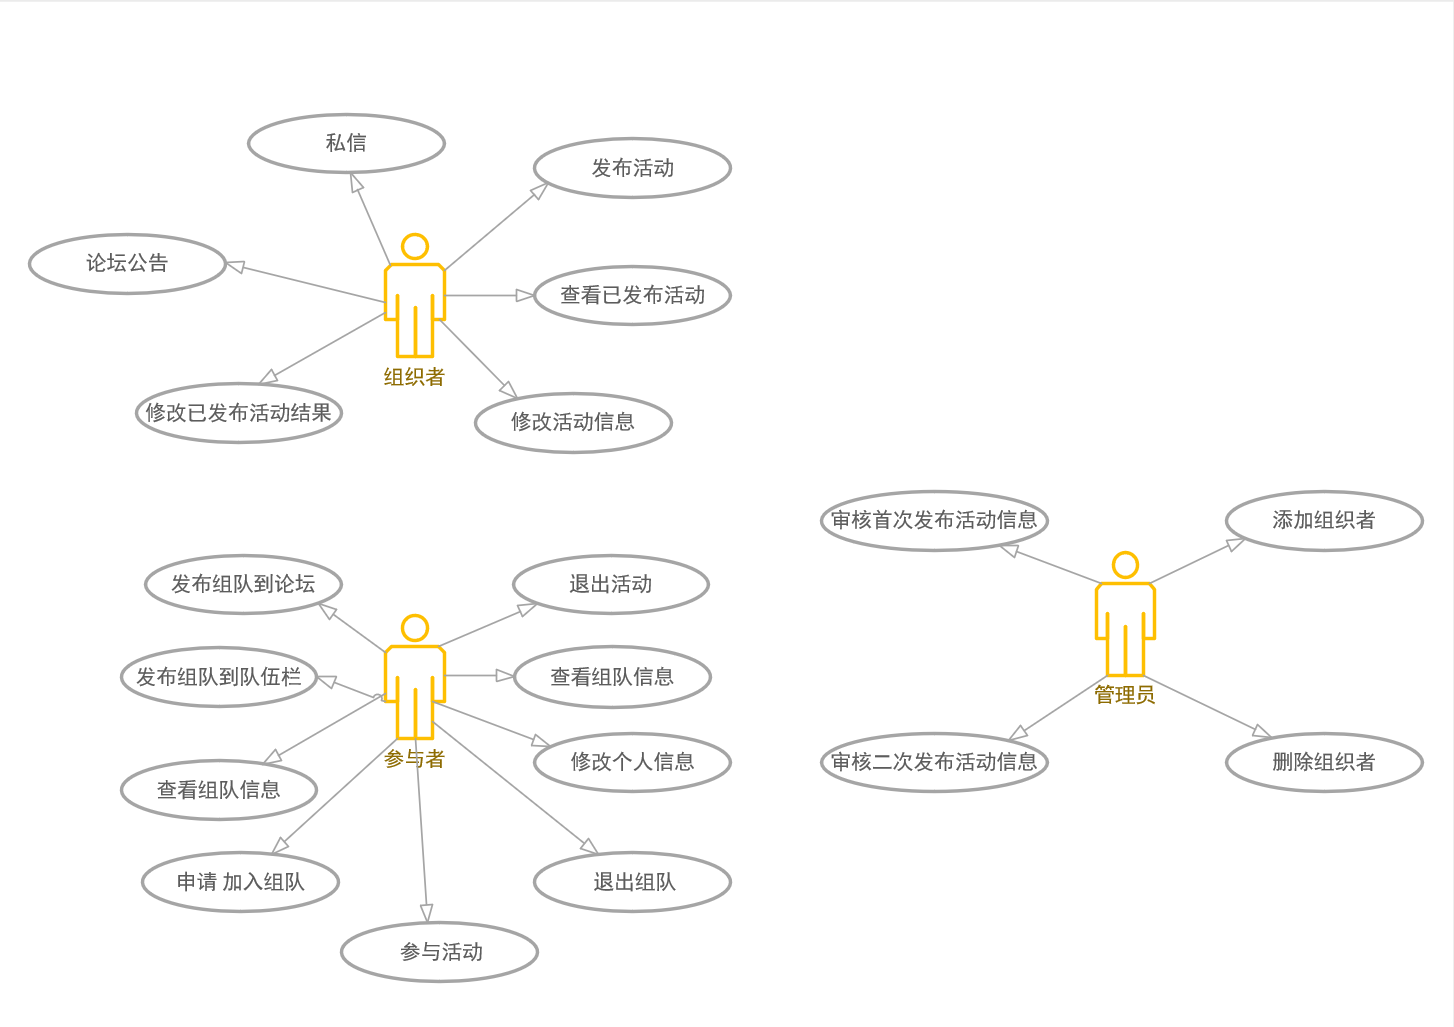 私信
发布活动
论坛公告
查看已发布活动
组织者
修改已发布活动结果
修改活动信息
审核首次发布活动信息
添加组织者
发布组队到论坛
退出活动
发布组队到队伍栏
查看组队信息
管理员
参与者
修改个人信息
审核二次发布活动信息
删除组织者
查看组队信息
申请 加入组队
退出组队
参与活动